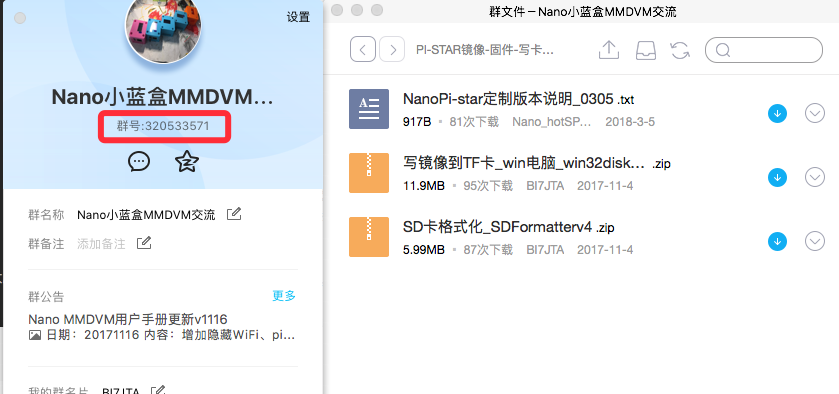 设置
Nano小蓝盒MMDVM...
群号:320533571
群名称 Nano小蓝盒MMDVM交流
群备注 添加备注
群公告 更多
Nano MMDVM用户手册更新v1116
日期：20171116 内容：增加隐藏WiFi、pi...
我的群名片 BI7JTA
群文件－Nano小蓝盒MMDVM交流
PI-STAR镜像-固件-写卡...
NanoPi-star定制版本说明_0305 .txt
917B 81次下载 Nano_hotSP... 2018-3-5
写镜像到TF卡_win电脑_win32disk... .zip
11.9MB 95次下载 BI7JTA 2017-11-4
SD卡格式化_SDFormatterv4 .zip
5.99MB 87次下载 BI7JTA 2017-11-4